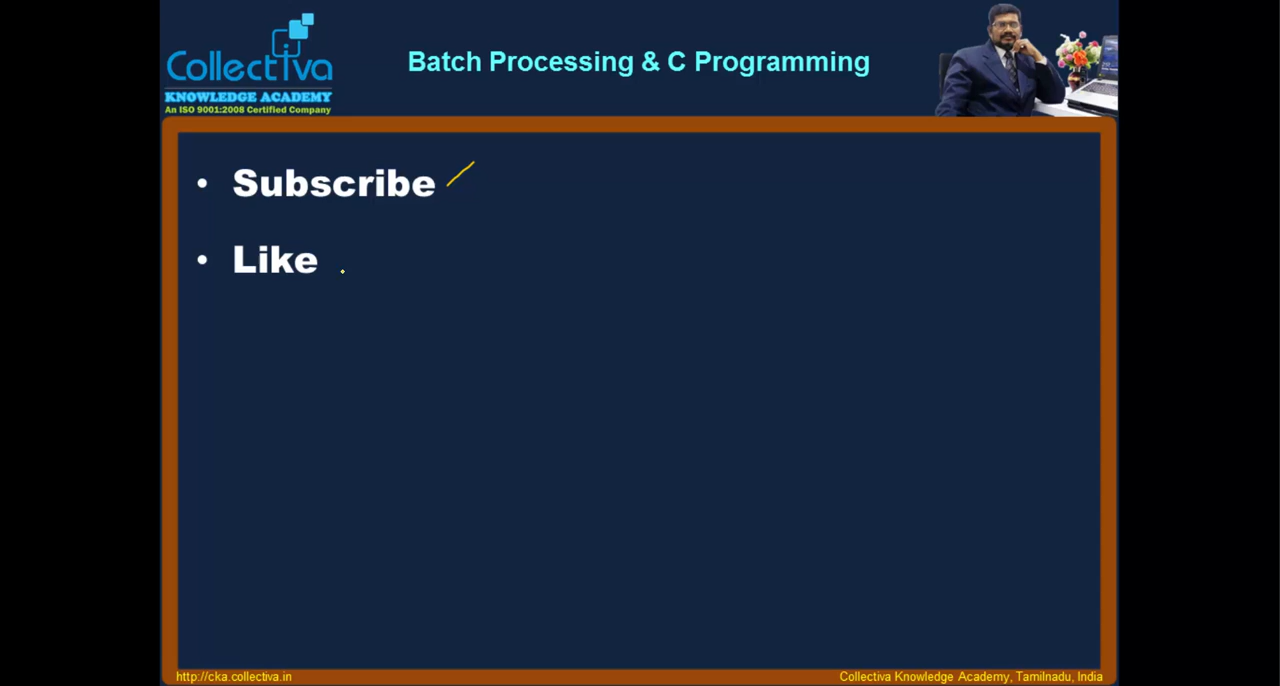 Collectiva
KNOWLEDGE ACADEMY
An ISO 9001:2008 Certified Company
Batch Processing & C Programming
• Subscribe
• Like
http://cka.collectiva.in
Collectiva Knowledge Academy, Tamilnadu, India